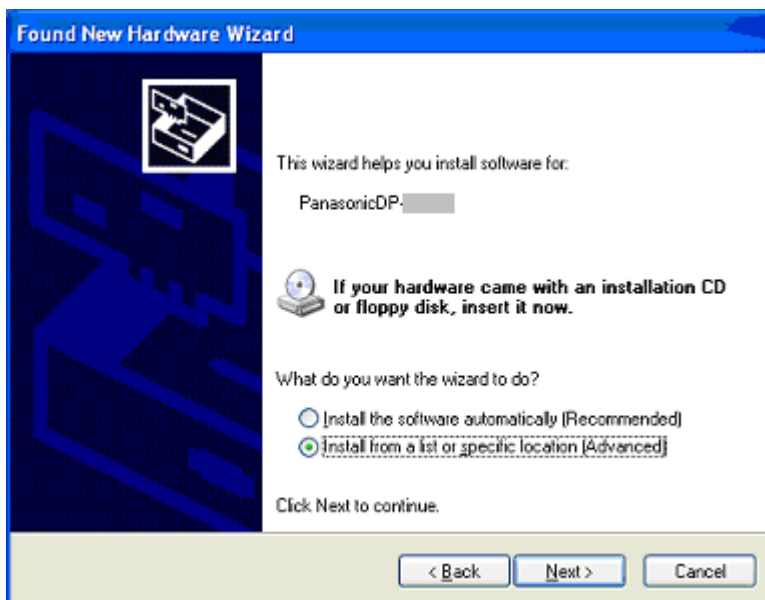 Found New Hardware Wizard
This wizard helps you install software for:
PanasonicDP-
If your hardware came with an installation CD
or floppy disk, insert it now.
What do you want the wizard to do?
Install the software automatically (Recommended)
Install from a list or specific location (Advanced)
Click Next to continue.
< Back Next > Cancel